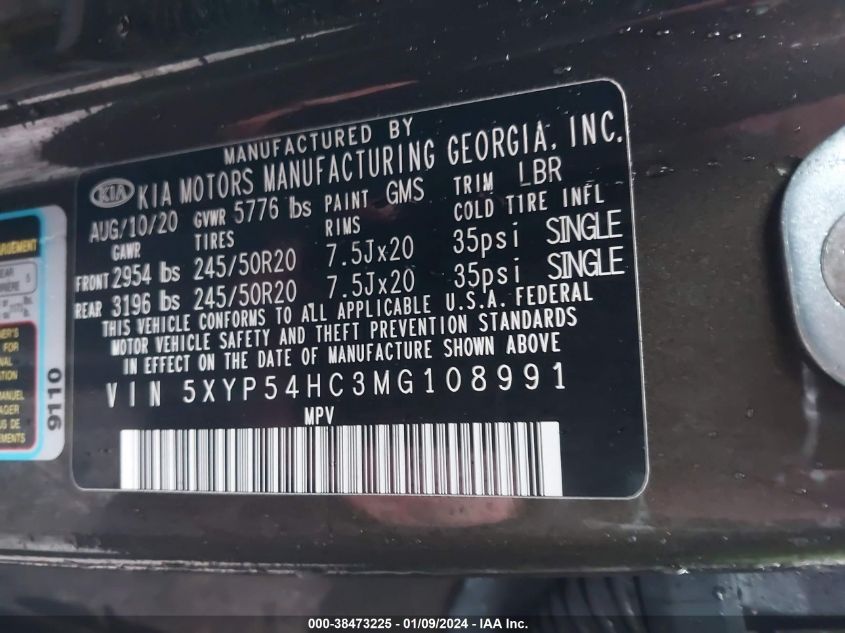 MANUFACTURED BY
KIA KIA MOTORS MANUFACTURING GEORGIA, INC.
AUG/10/20 GVWR 5776 lbs PAINT GMS TRIM LBR
GAWR TIRES RIMS COLD TIRE INFL
FRONT 2954 lbs 245/50R20 7.5Jx20 35psi SINGLE
REAR 3196 lbs 245/50R20 7.5Jx20 35psi SINGLE
THIS VEHICLE CONFORMS TO ALL APPLICABLE U.S.A. FEDERAL
MOTOR VEHICLE SAFETY AND THEFT PREVENTION STANDARDS
IN EFFECT ON THE DATE OF MANUFACTURE SHOWN ABOVE
VIN 5XYP54HC3MG108991
MPV
9110
000-38473225 - 01/09/2024 - IAA Inc.